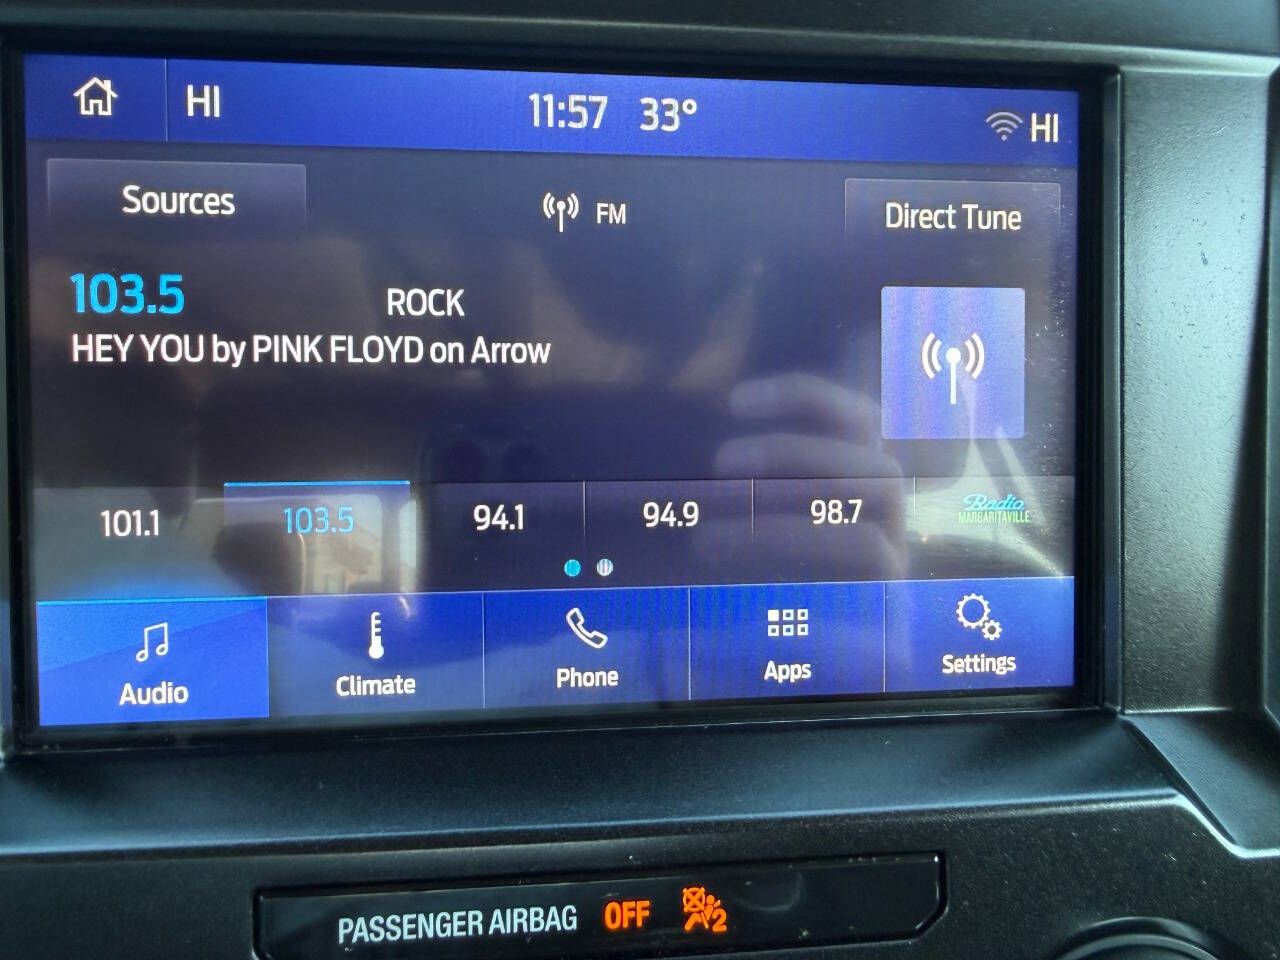 HI 11:57 33° HI
Sources FM Direct Tune
103.5 ROCK
HEY YOU by PINK FLOYD on Arrow
101.1 103.5 94.1 94.9 98.7 Radio
MARGARITAVILLE
Audio Climate Phone Apps Settings
PASSENGER AIRBAG OFF 2